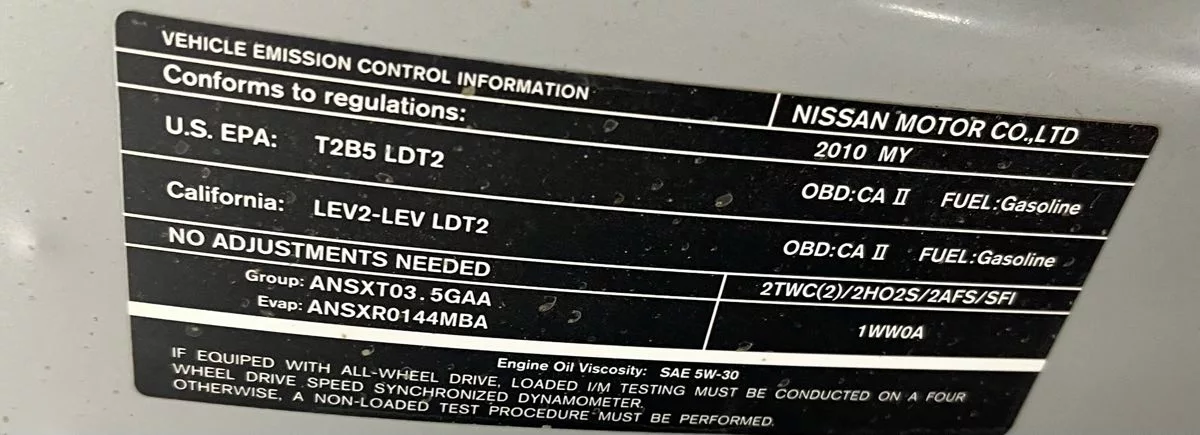 VEHICLE EMISSION CONTROL INFORMATION
NISSAN MOTOR CO.,LTD
Conforms to regulations:
2010 MY
U.S. EPA: T2B5 LDT2
OBD:CA II FUEL:Gasoline
California: LEV2-LEV LDT2
OBD:CA II FUEL:Gasoline
NO ADJUSTMENTS NEEDED
2TWC(2)/2HO2S/2AFS/SFI
Group: ANSXT03.5GAA
Evap: ANSXR0144MBA
1WW0A
Engine Oil Viscosity: SAE 5W-30
IF EQUIPED WITH ALL-WHEEL DRIVE, LOADED I/M TESTING MUST BE CONDUCTED ON A FOUR
WHEEL DRIVE SPEED SYNCHRONIZED DYNAMOMETER.
OTHERWISE, A NON-LOADED TEST PROCEDURE MUST BE PERFORMED.